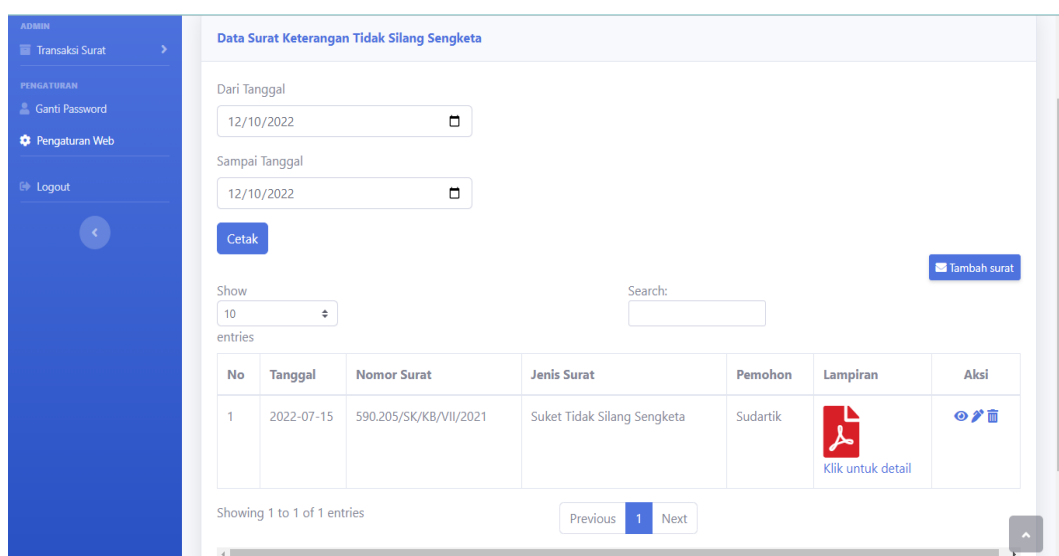 ADMIN
Transaksi Surat
PENGATURAN
Ganti Password
Pengaturan Web
Logout
Data Surat Keterangan Tidak Silang Sengketa
Dari Tanggal
12/10/2022
Sampai Tanggal
12/10/2022
Cetak
Tambah surat
Show
10
entries
Search:
No Tanggal Nomor Surat Jenis Surat Pemohon Lampiran Aksi
1 2022-07-15 590.205/SK/KB/VII/2021 Suket Tidak Silang Sengketa Sudartik
Klik untuk detail
Showing 1 to 1 of 1 entries
Previous 1 Next